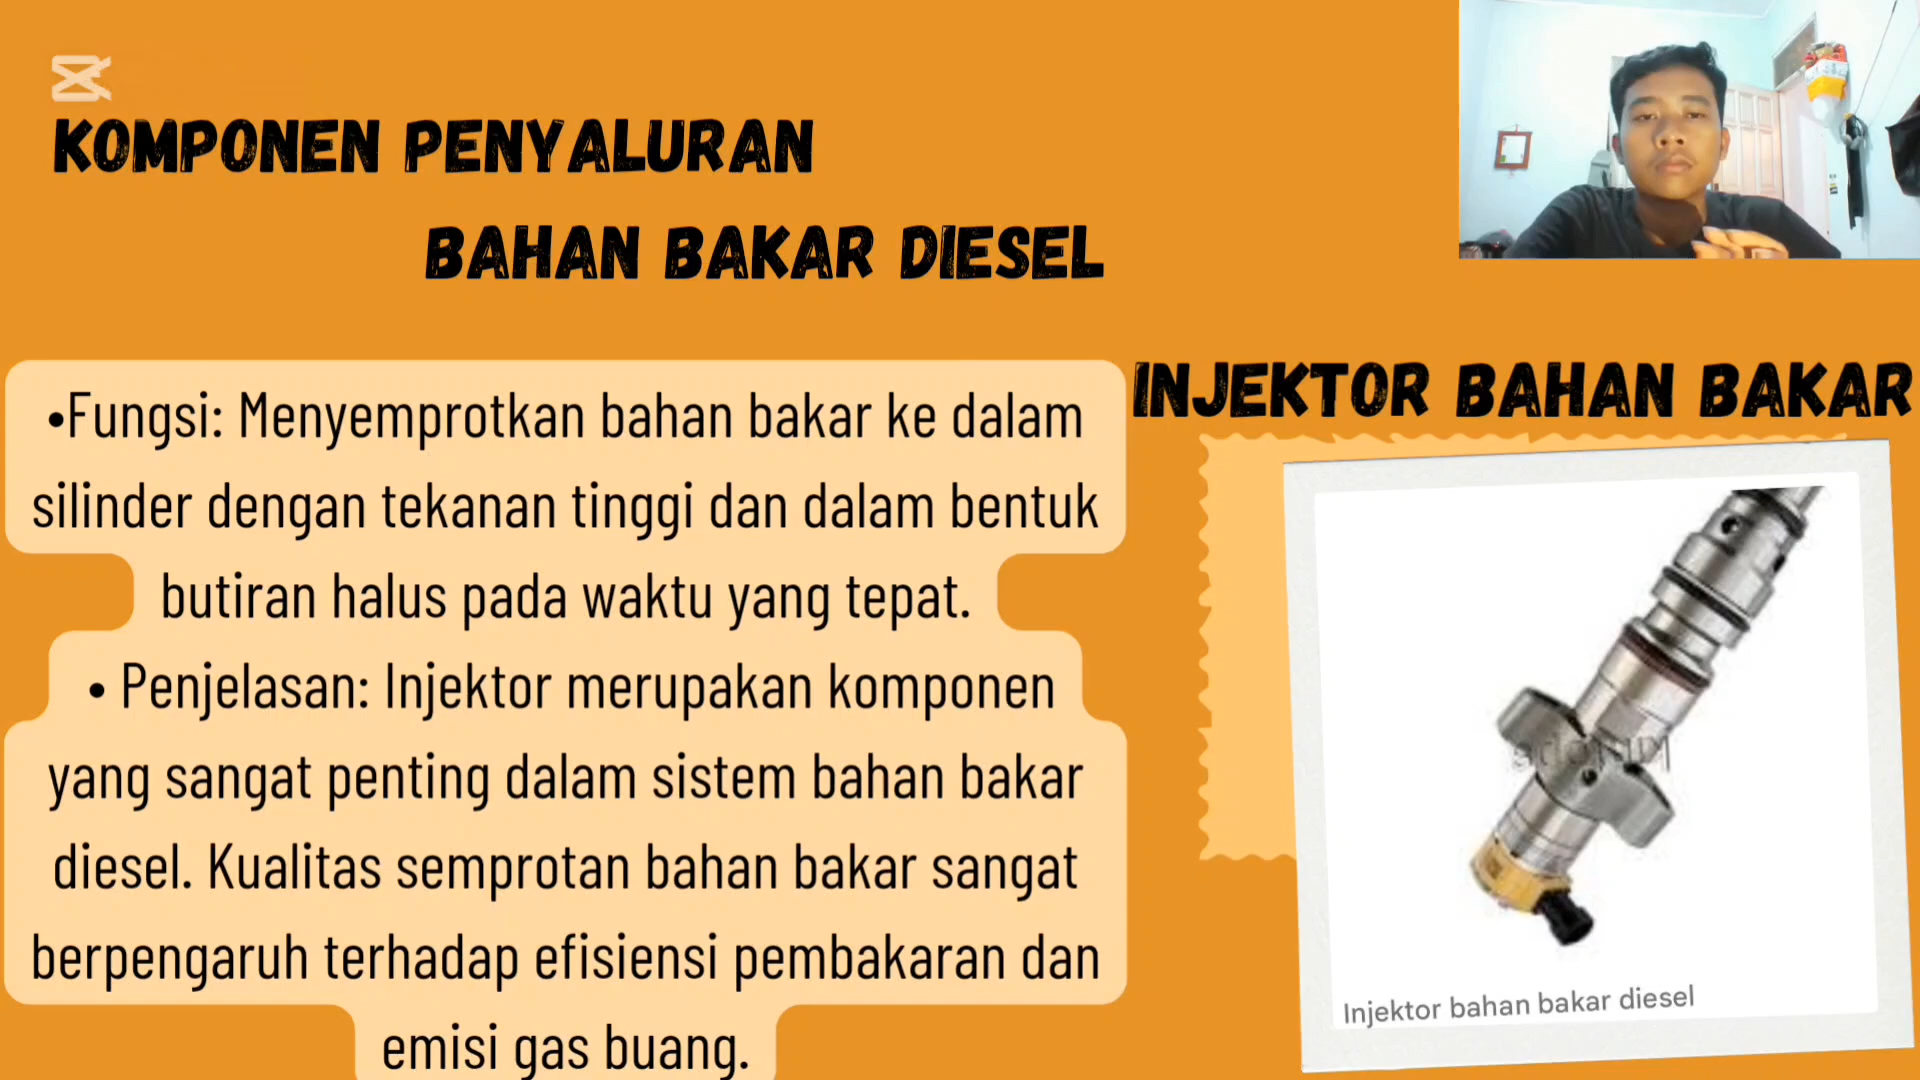 KOMPONEN PENYALURAN
BAHAN BAKAR DIESEL
•Fungsi: Menyemprotkan bahan bakar ke dalam
silinder dengan tekanan tinggi dan dalam bentuk
butiran halus pada waktu yang tepat.
• Penjelasan: Injektor merupakan komponen
yang sangat penting dalam sistem bahan bakar
diesel. Kualitas semprotan bahan bakar sangat
berpengaruh terhadap efisiensi pembakaran dan
emisi gas buang.
INJEKTOR BAHAN BAKAR
Injektor bahan bakar diesel